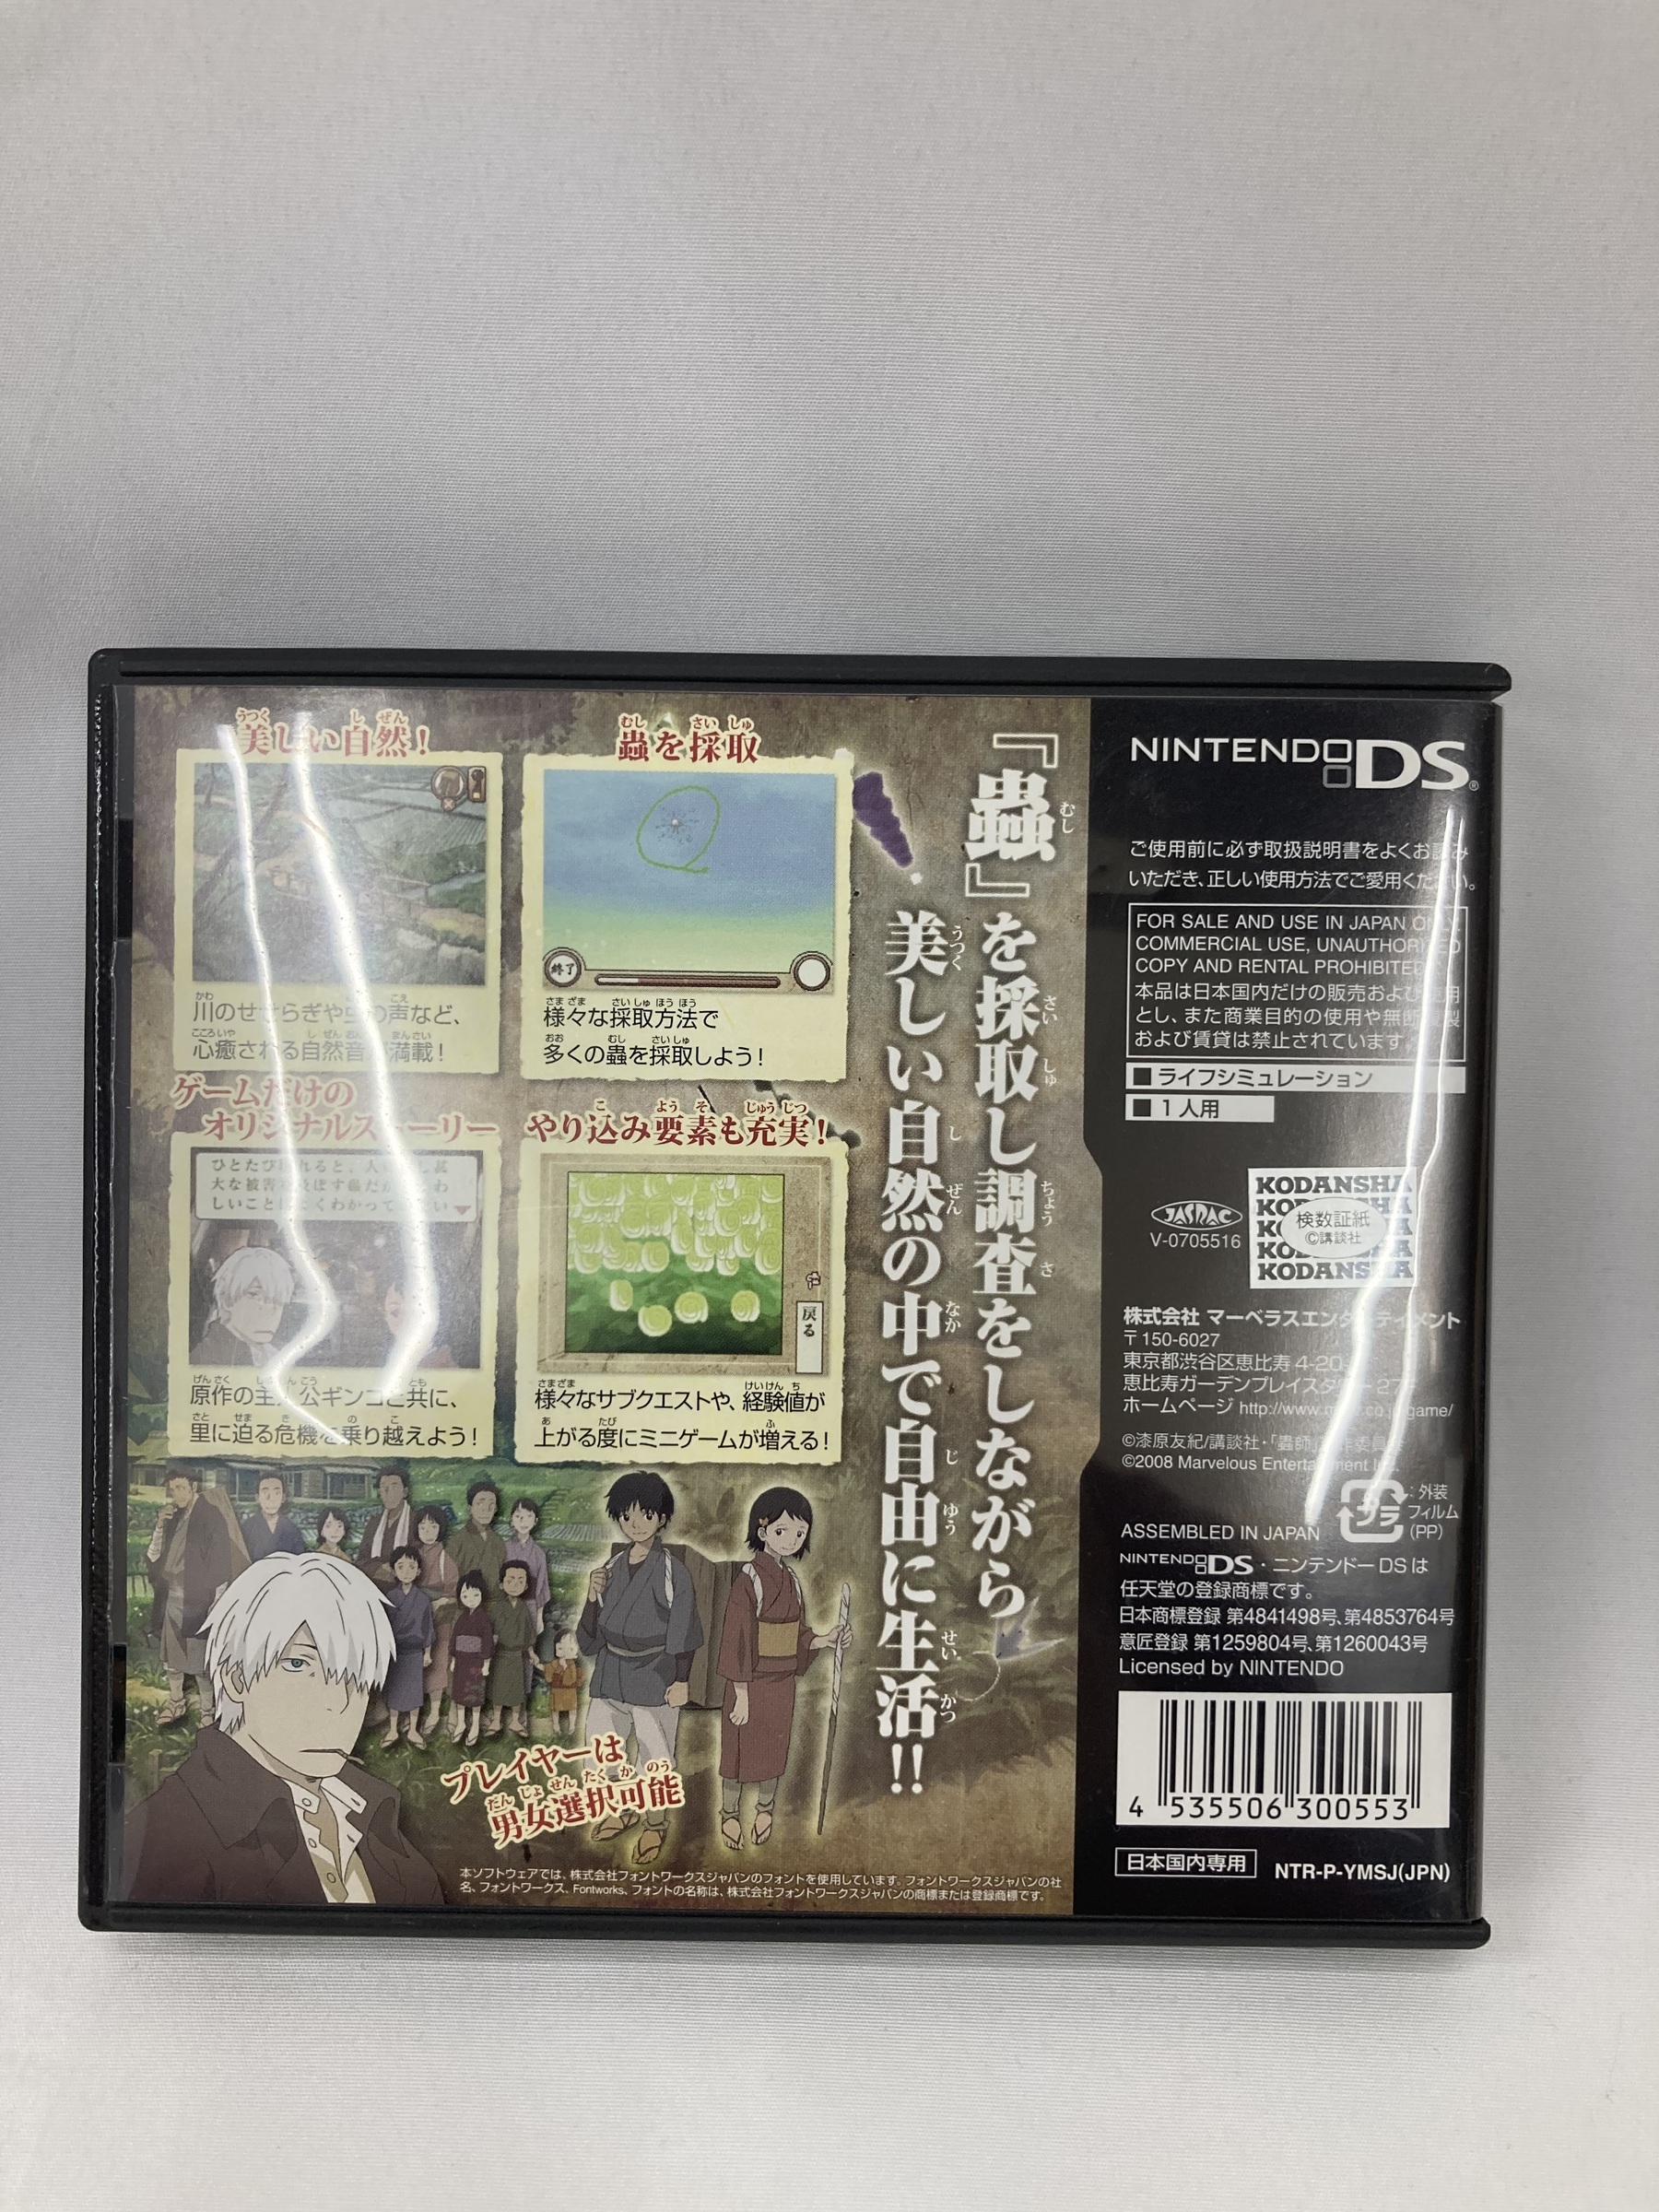 美しい自然!
川のせせらぎや虫の声など、
心癒される自然音が満載!
蟲を採取
終了
様々な採取方法で
多くの蟲を採取しよう!
ゲームだけの
オリジナルストーリー
ひとたび
大な被害
しいこと
原作の主人公ギンコと共に、
里に迫る危機を乗り越えよう!
やり込み要素も充実!
戻る
様々なサブクエストや、経験値が
上がる度にミニゲームが増える!
『蟲』を採取し調査をしながら
美しい自然の中で自由に生活!!
プレイヤーは
男女選択可能
本ソフトウェアでは、株式会社フォントワークスジャパンのフォントを使用しています。フォントワークスジャパンの社
名、フォントワークス、Fontworks、フォントの名称は、株式会社フォントワークスジャパンの商標または登録商標です。
NINTENDO DS®
ご使用前に必ず取扱説明書をよくお読み
いただき、正しい使用方法でご愛用ください。
FOR SALE AND USE IN JAPAN ONLY.
COMMERCIAL USE, UNAUTHORIZED
COPY AND RENTAL PROHIBITED.
本品は日本国内だけの販売および使用
とし、また商業目的の使用や無断複製
および賃貸は禁止されています。
■ ライフシミュレーション
■ 1人用
JASRAC
V-0705516
KODANSHA
検数証紙
©講談社
KODANSHA
株式会社 マーベラスエンターテイメント
〒150-6027
東京都渋谷区恵比寿 4-20-
恵比寿ガーデンプレイスタワー 27
ホームページ http://www.
©漆原友紀/講談社・「蟲師」製作委員会
©2008 Marvelous Entertainment Inc.
プラ
:外装
フィルム
(PP)
ASSEMBLED IN JAPAN
NINTENDO DS・ニンテンドーDSは
任天堂の登録商標です。
日本商標登録 第4841498号、第4853764号
意匠登録 第1259804号、第1260043号
Licensed by NINTENDO
4 535506 300553
日本国内専用
NTR-P-YMSJ(JPN)